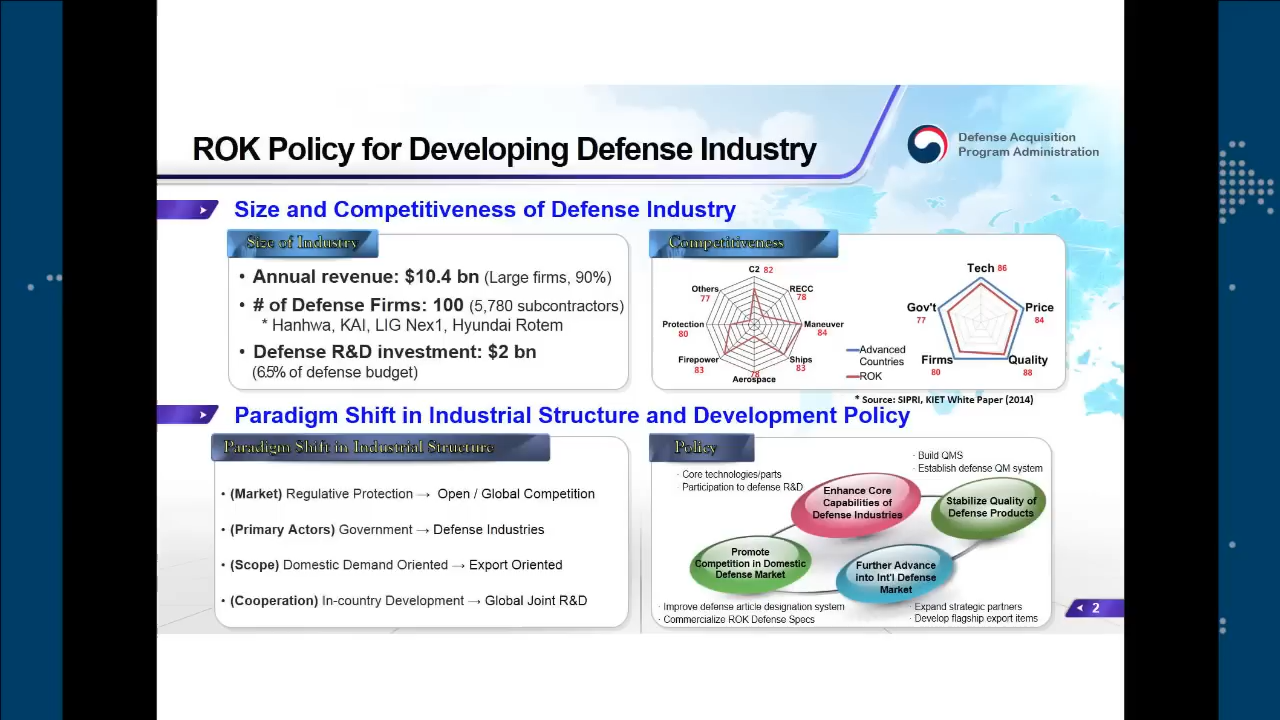 ROK Policy for Developing Defense Industry
Defense Acquisition
Program Administration
Size and Competitiveness of Defense Industry
Size of Industry
• Annual revenue: $10.4 bn (Large firms, 90%)
• # of Defense Firms: 100 (5,780 subcontractors)
* Hanhwa, KAI, LIG Nex1, Hyundai Rotem
• Defense R&D investment: $2 bn
(6.5% of defense budget)
Competitiveness
C2 82
Others
77
RECC
78
Protection
80
Maneuver
84
Firepower
83
Ships
83
78
Aerospace
Advanced
Countries
ROK
Tech 86
Gov't
77
Price
84
Firms
80
Quality
88
* Source: SIPRI, KIET White Paper (2014)
Paradigm Shift in Industrial Structure and Development Policy
Paradigm Shift in Industrial Structure
• (Market) Regulative Protection → Open / Global Competition
• (Primary Actors) Government → Defense Industries
• (Scope) Domestic Demand Oriented → Export Oriented
• (Cooperation) In-country Development → Global Joint R&D
Policy
· Core technologies/parts
· Participation to defense R&D
· Build QMS
· Establish defense QM system
Enhance Core
Capabilities of
Defense Industries
Stabilize Quality of
Defense Products
Promote
Competition in Domestic
Defense Market
Further Advance
into Int'l Defense
Market
· Improve defense article designation system
· Commercialize ROK Defense Specs
· Expand strategic partners
· Develop flagship export items
2